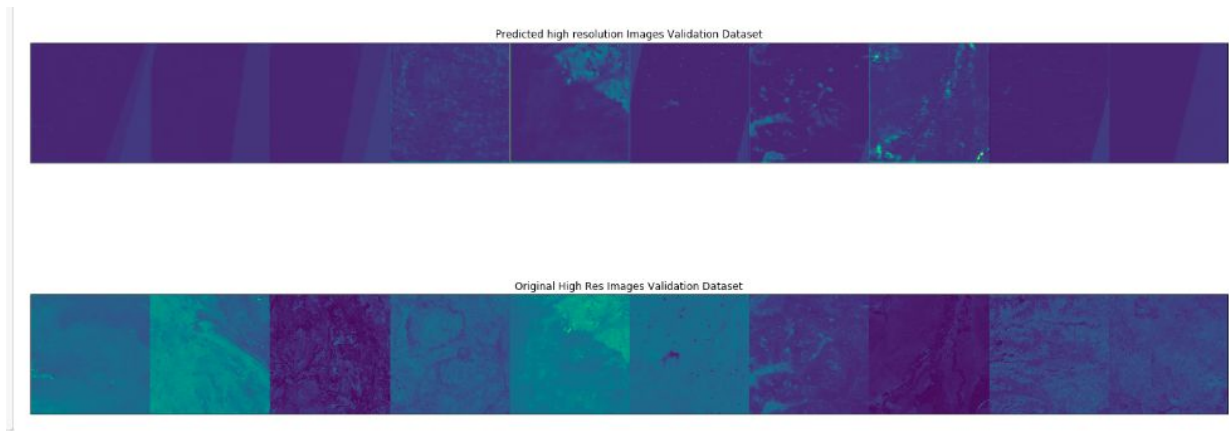 Predicted high resolution Images Validation Dataset
Original High Res Images Validation Dataset